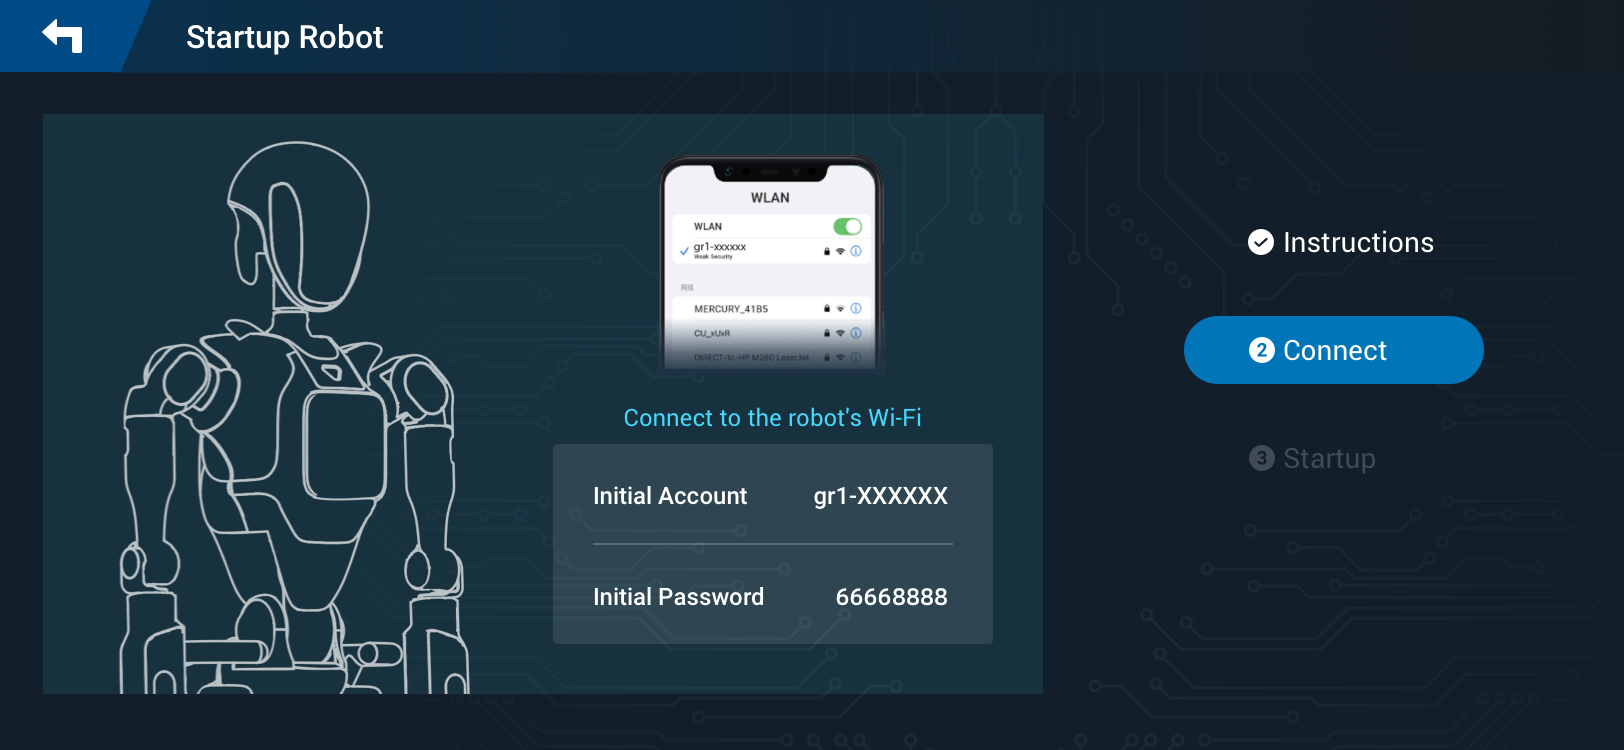 Startup Robot
WLAN
WLAN
gr1-xxxxxx
Weak Security
网络
MERCURY_41B5
CU_xUxR
DIRECT-1c-HP M280 LaserJet
Connect to the robot's Wi-Fi
Initial Account gr1-XXXXXX
Initial Password 66668888
Instructions
2 Connect
3 Startup